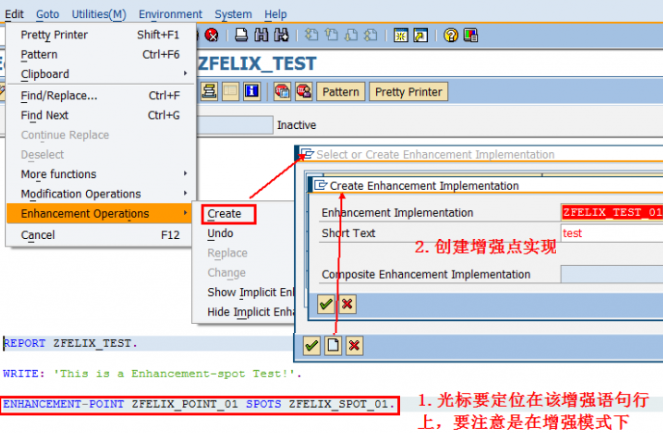 Edit Goto Utilities(M) Environment System Help
Pretty Printer Shift+F1
Pattern Ctrl+F6
Clipboard
Find/Replace... Ctrl+F
Find Next Ctrl+G
Continue Replace
Deselect
More functions
Modification Operations
Enhancement Operations
Cancel F12
Create
Undo
Replace
Change
Show Implicit Enh
Hide Implicit Enha
ZFELIX_TEST
Pattern Pretty Printer
Inactive
Select or Create Enhancement Implementation
Create Enhancement Implementation
Enhancement Implementation ZFELIX_TEST_01
Short Text test
2. 创建增强点实现
Composite Enhancement Implementation
REPORT ZFELIX_TEST.
WRITE: 'This is a Enhancement-spot Test!'.
ENHANCEMENT-POINT ZFELIX_POINT_01 SPOTS ZFELIX_SPOT_01.
1. 光标要定位在该增强语句行
上，要注意是在增强模式下